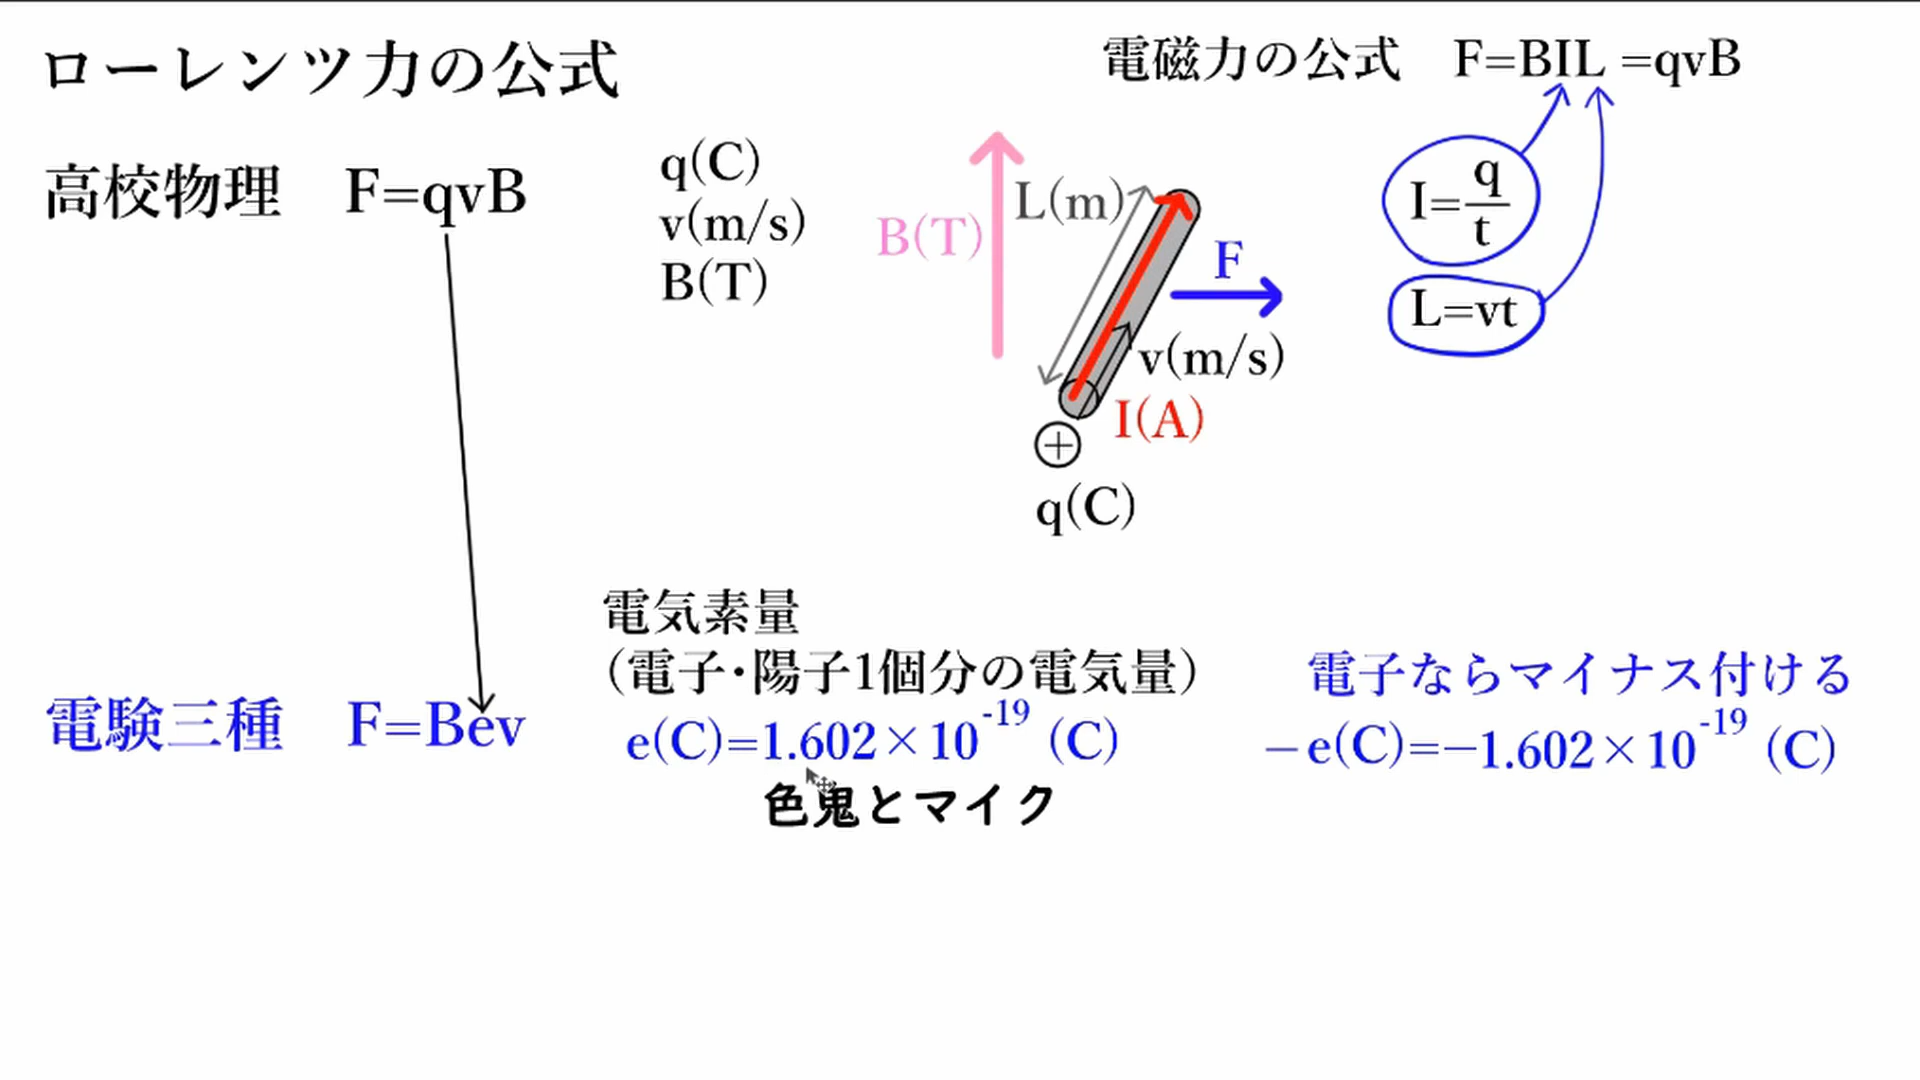 ローレンツ力の公式
電磁力の公式 F=BIL =qvB
高校物理 F=qvB
q(C)
v(m/s)
B(T)
B(T)
L(m)
F
v(m/s)
I(A)
q(C)
I=q/t
L=vt
電気素量
(電子・陽子1個分の電気量)
電験三種 F=Bev
e(C)=1.602×10^-19 (C)
色鬼とマイク
電子ならマイナス付ける
−e(C)=−1.602×10^-19 (C)